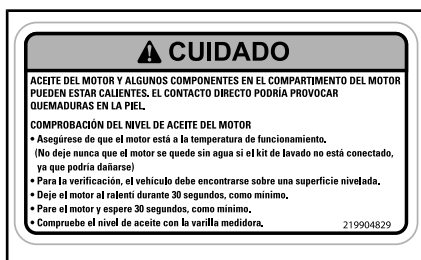 CUIDADO
ACEITE DEL MOTOR Y ALGUNOS COMPONENTES EN EL COMPARTIMENTO DEL MOTOR
PUEDEN ESTAR CALIENTES. EL CONTACTO DIRECTO PODRÍA PROVOCAR
QUEMADURAS EN LA PIEL.
COMPROBACIÓN DEL NIVEL DE ACEITE DEL MOTOR
• Asegúrese de que el motor está a la temperatura de funcionamiento.
(No deje nunca que el motor se quede sin agua si el kit de lavado no está conectado,
ya que podría dañarse)
• Para la verificación, el vehículo debe encontrarse sobre una superficie nivelada.
• Deje el motor al ralentí durante 30 segundos, como mínimo.
• Pare el motor y espere 30 segundos, como mínimo.
• Compruebe el nivel de aceite con la varilla medidora.
219904829